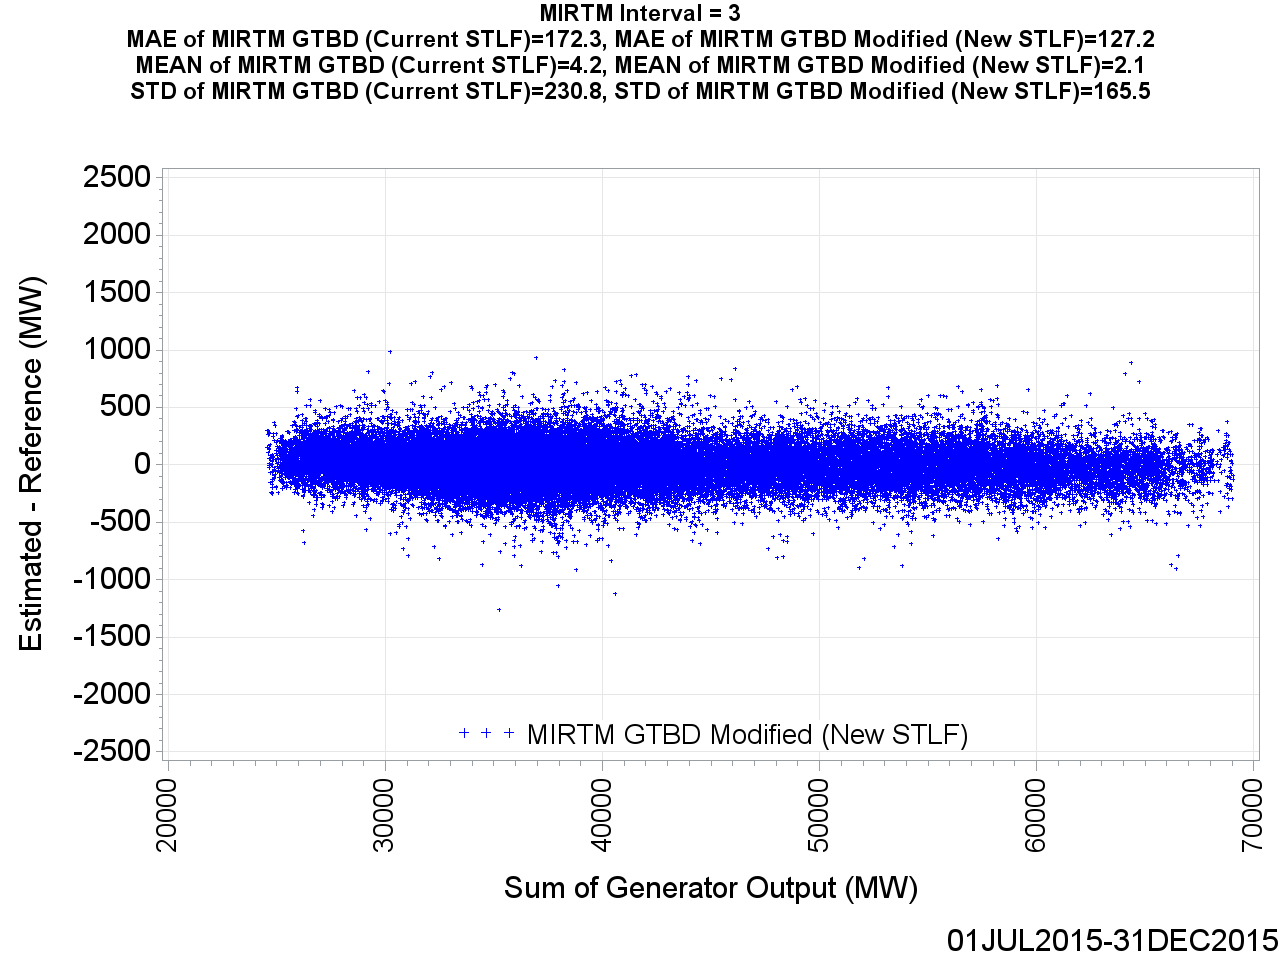 MIRTM Interval = 3
MAE of MIRTM GTBD (Current STLF)=172.3, MAE of MIRTM GTBD Modified (New STLF)=127.2
MEAN of MIRTM GTBD (Current STLF)=4.2, MEAN of MIRTM GTBD Modified (New STLF)=2.1
STD of MIRTM GTBD (Current STLF)=230.8, STD of MIRTM GTBD Modified (New STLF)=165.5
Estimated - Reference (MW)
2500
2000
1500
1000
500
0
-500
-1000
-1500
-2000
-2500
MIRTM GTBD Modified (New STLF)
20000
30000
40000
50000
60000
70000
Sum of Generator Output (MW)
01JUL2015-31DEC2015